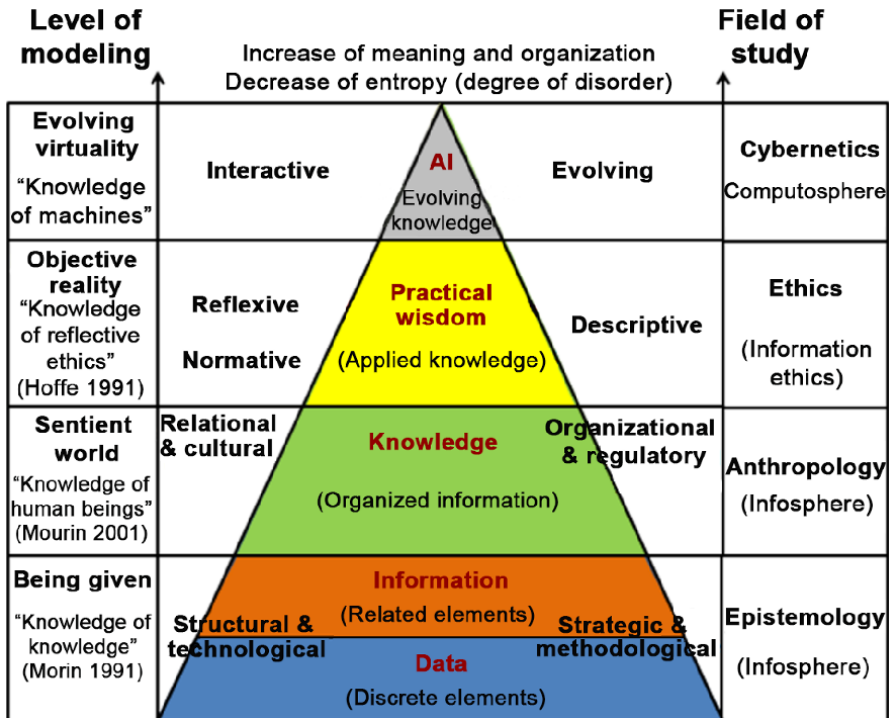 Level of
modeling
Increase of meaning and organization
Decrease of entropy (degree of disorder)
Field of
study
Evolving
virtuality
“Knowledge
of machines”
Interactive
AI
Evolving
knowledge
Evolving
Cybernetics
Computosphere
Objective
reality
“Knowledge
of reflective
ethics”
(Hoffe 1991)
Reflexive
Normative
Practical
wisdom
(Applied knowledge)
Descriptive
Ethics
(Information
ethics)
Sentient
world
“Knowledge of
human beings”
(Mourin 2001)
Relational
& cultural
Knowledge
(Organized information)
Organizational
& regulatory
Anthropology
(Infosphere)
Being given
“Knowledge of
knowledge”
(Morin 1991)
Structural &
technological
Information
(Related elements)
Data
(Discrete elements)
Strategic &
methodological
Epistemology
(Infosphere)